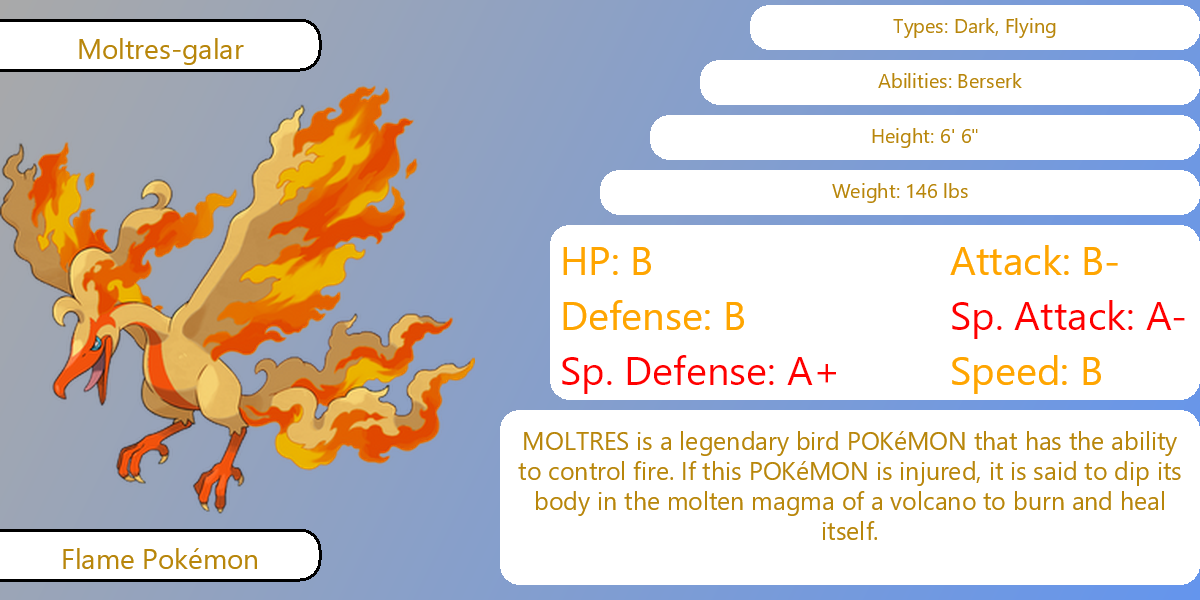 Moltres-galar
Types: Dark, Flying
Abilities: Berserk
Height: 6' 6"
Weight: 146 lbs
HP: B
Attack: B-
Defense: B
Sp. Attack: A-
Sp. Defense: A+
Speed: B
MOLTRES is a legendary bird POKéMON that has the ability
to control fire. If this POKéMON is injured, it is said to dip its
body in the molten magma of a volcano to burn and heal
itself.
Flame Pokémon